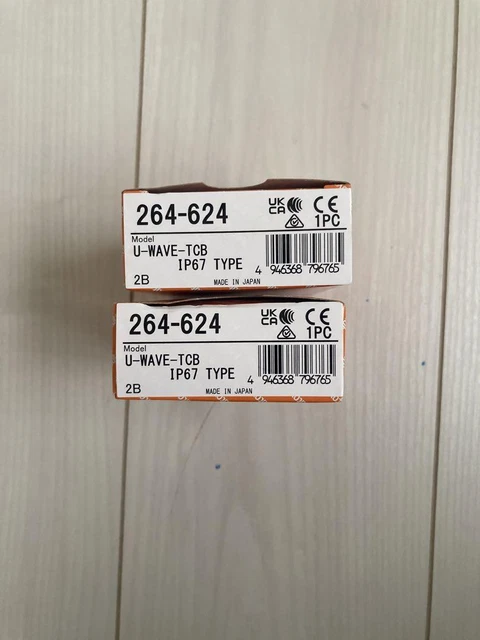 264-624
UK
CA
CE
1PC
Model
U-WAVE-TCB
IP67 TYPE
4 946368 796765
2B
MADE IN JAPAN
264-624
UK
CA
CE
1PC
Model
U-WAVE-TCB
IP67 TYPE
4 946368 796765
2B
MADE IN JAPAN